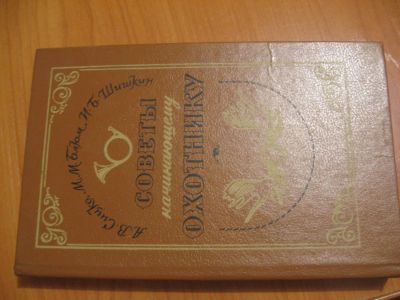 А. В. Сицко, М. М. Блюм, И. Б. Шишкин
СОВЕТЫ
начинающему
ОХОТНИКУ